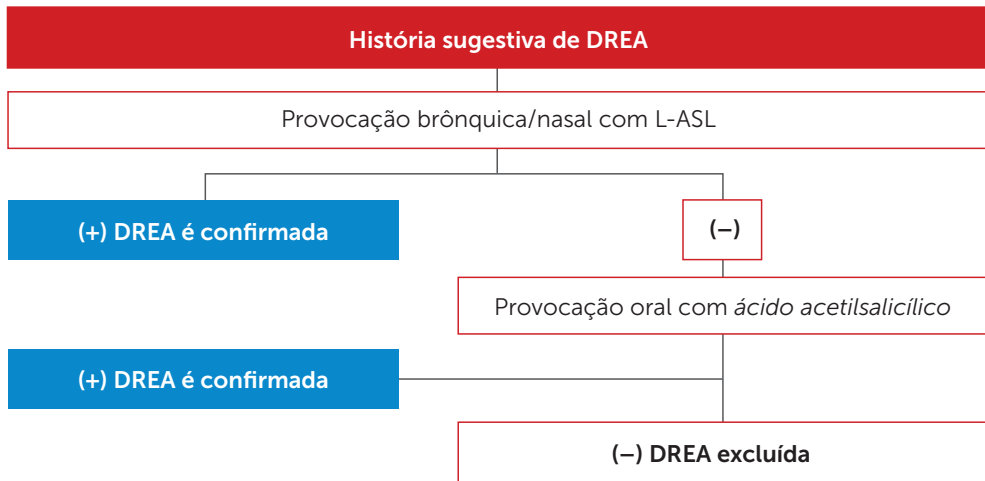 História sugestiva de DREA
Provocação brônquica/nasal com L-ASL
(+) DREA é confirmada
(–)
Provocação oral com ácido acetilsalicílico
(+) DREA é confirmada
(–) DREA excluída